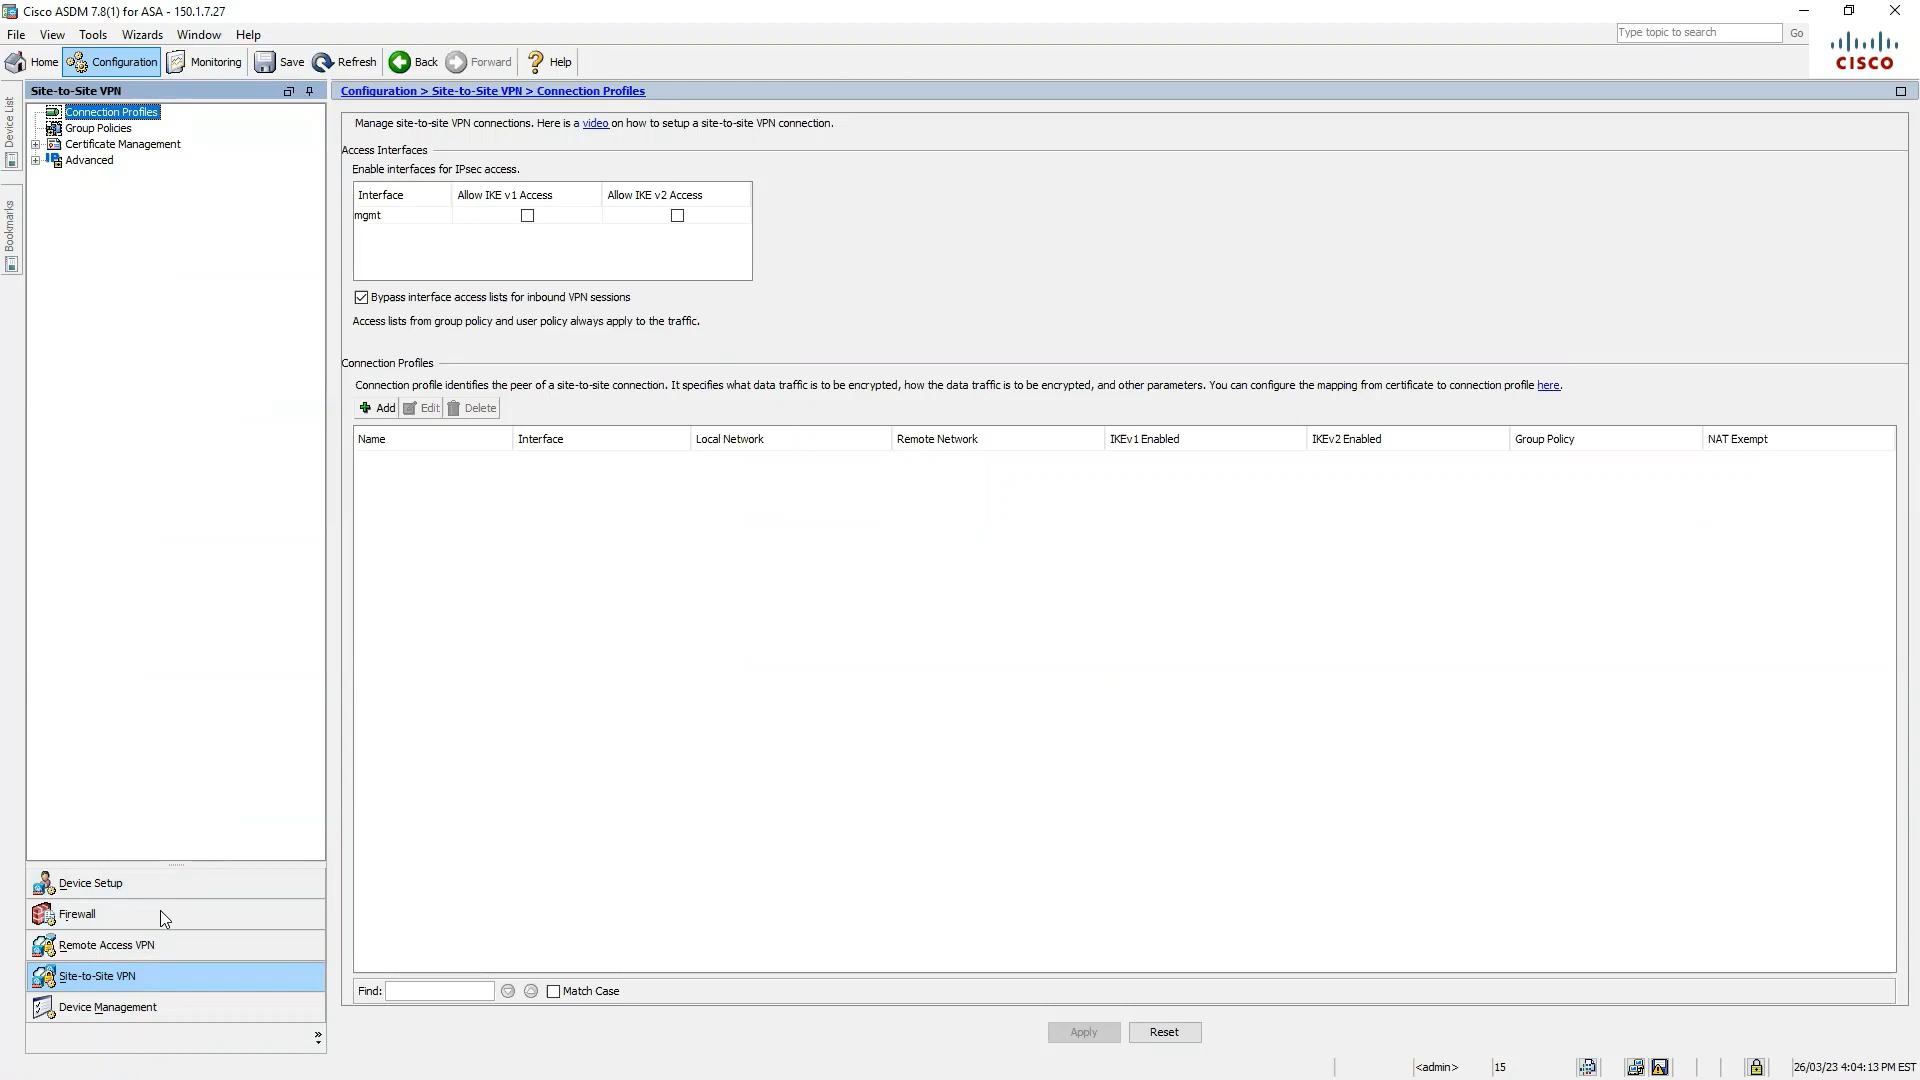 Cisco ASDM 7.8(1) for ASA - 150.1.7.27
File View Tools Wizards Window Help
Type topic to search Go
CISCO
Home Configuration Monitoring Save Refresh Back Forward Help
Device List
Bookmarks
Site-to-Site VPN
Connection Profiles
Group Policies
Certificate Management
Advanced
Device Setup
Firewall
Remote Access VPN
Site-to-Site VPN
Device Management
Configuration > Site-to-Site VPN > Connection Profiles
Manage site-to-site VPN connections. Here is a video on how to setup a site-to-site VPN connection.
Access Interfaces
Enable interfaces for IPsec access.
Interface Allow IKE v1 Access Allow IKE v2 Access
mgmt
Bypass interface access lists for inbound VPN sessions
Access lists from group policy and user policy always apply to the traffic.
Connection Profiles
Connection profile identifies the peer of a site-to-site connection. It specifies what data traffic is to be encrypted, how the data traffic is to be encrypted, and other parameters. You can configure the mapping from certificate to connection profile here.
Add Edit Delete
Name Interface Local Network Remote Network IKEv1 Enabled IKEv2 Enabled Group Policy NAT Exempt
Find: Match Case
Apply Reset
<admin> 15 26/03/23 4:04:13 PM EST